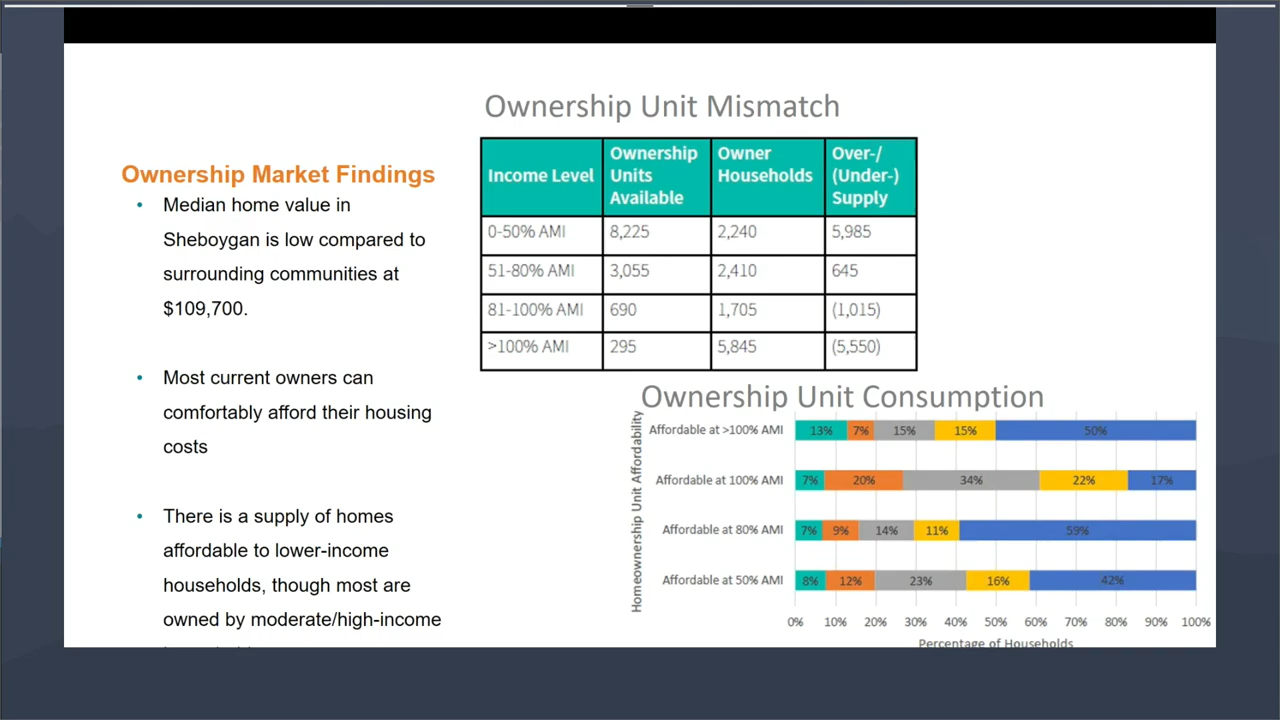 Ownership Unit Mismatch
Ownership Market Findings
• Median home value in
Sheboygan is low compared to
surrounding communities at
$109,700.
• Most current owners can
comfortably afford their housing
costs
• There is a supply of homes
affordable to lower-income
households, though most are
owned by moderate/high-income
Income Level Ownership Units Available Owner Households Over-/ (Under-) Supply
0-50% AMI 8,225 2,240 5,985
51-80% AMI 3,055 2,410 645
81-100% AMI 690 1,705 (1,015)
>100% AMI 295 5,845 (5,550)
Ownership Unit Consumption
Homeownership Unit Affordability
Affordable at >100% AMI 13% 7% 15% 15% 50%
Affordable at 100% AMI 7% 20% 34% 22% 17%
Affordable at 80% AMI 7% 9% 14% 11% 59%
Affordable at 50% AMI 8% 12% 23% 16% 42%
0% 10% 20% 30% 40% 50% 60% 70% 80% 90% 100%
Percentage of Households